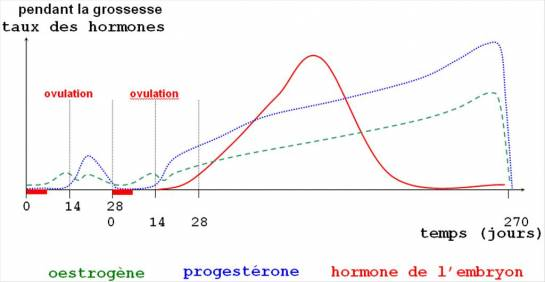 pendant la grossesse
taux des hormones
ovulation ovulation
0 14 28
0 14 28 270
temps (jours)
oestrogène progestérone hormone de l'embryon